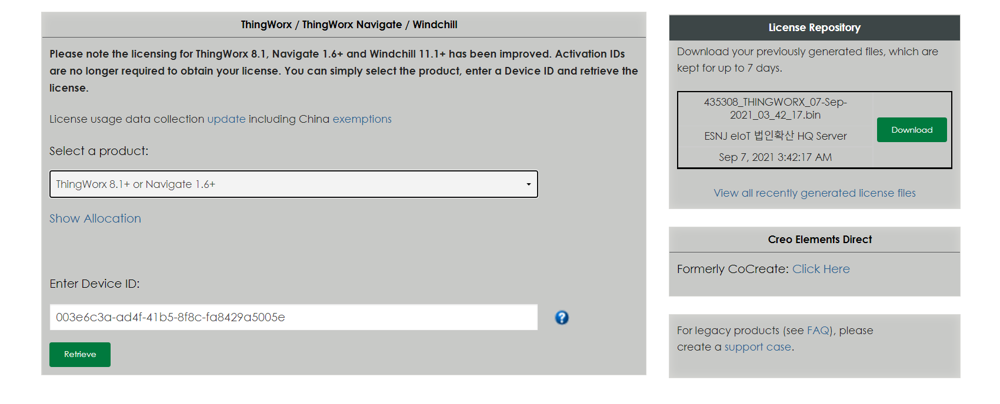 ThingWorx / ThingWorx Navigate / Windchill
Please note the licensing for ThingWorx 8.1, Navigate 1.6+ and Windchill 11.1+ has been improved. Activation IDs
are no longer required to obtain your license. You can simply select the product, enter a Device ID and retrieve the
license.
License usage data collection update including China exemptions
Select a product:
ThingWorx 8.1+ or Navigate 1.6+
Show Allocation
Enter Device ID:
003e6c3a-ad4f-41b5-8f8c-fa8429a5005e
Retrieve
License Repository
Download your previously generated files, which are
kept for up to 7 days.
435308_THINGWORX_07-Sep-
2021_03_42_17.bin
ESNJ eIoT 법인확산 HQ Server
Sep 7, 2021 3:42:17 AM
Download
View all recently generated license files
Creo Elements Direct
Formerly CoCreate: Click Here
For legacy products (see FAQ), please
create a support case.